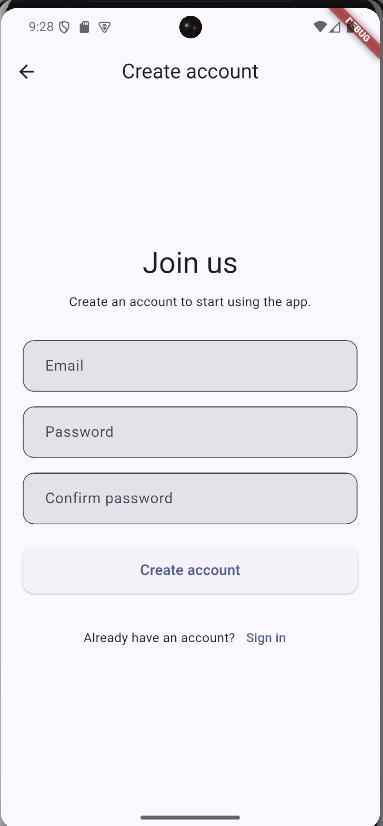 9:28
DEBUG
Create account
Join us
Create an account to start using the app.
Email
Password
Confirm password
Create account
Already have an account? Sign in